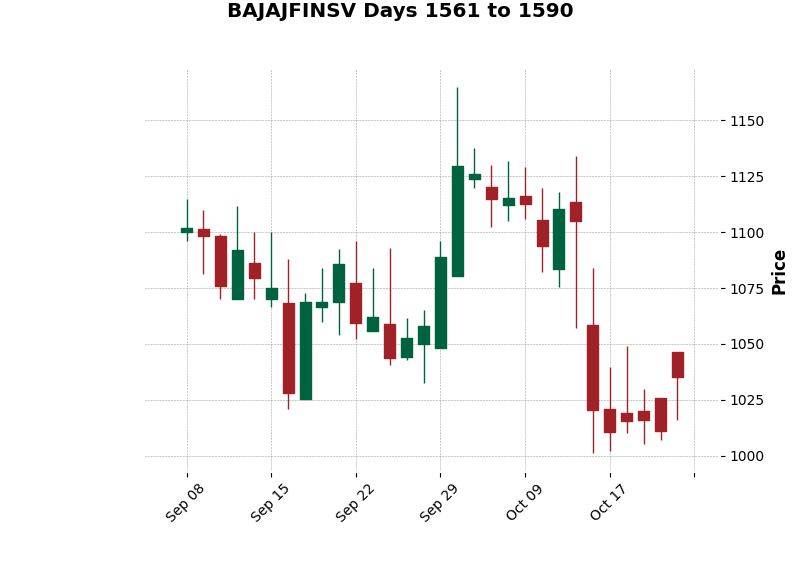 BAJAJFINSV Days 1561 to 1590
1150
1125
1100
1075
1050
1025
1000
Price
Sep 08
Sep 15
Sep 22
Sep 29
Oct 09
Oct 17